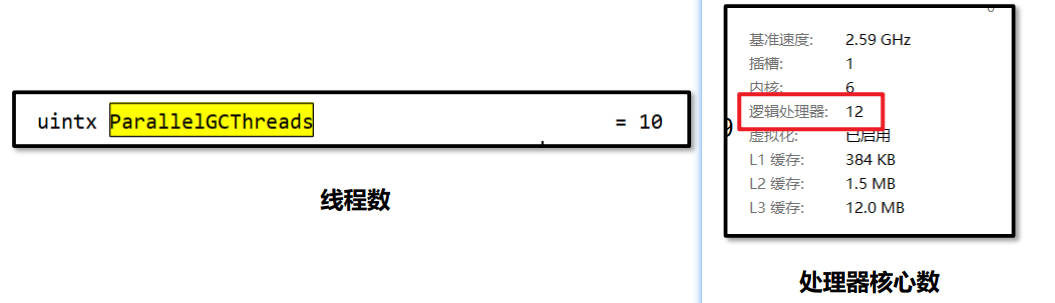 uintx ParallelGCThreads = 10
线程数
基准速度: 2.59 GHz
插槽: 1
内核: 6
逻辑处理器: 12
虚拟化: 已启用
L1 缓存: 384 KB
L2 缓存: 1.5 MB
L3 缓存: 12.0 MB
处理器核心数